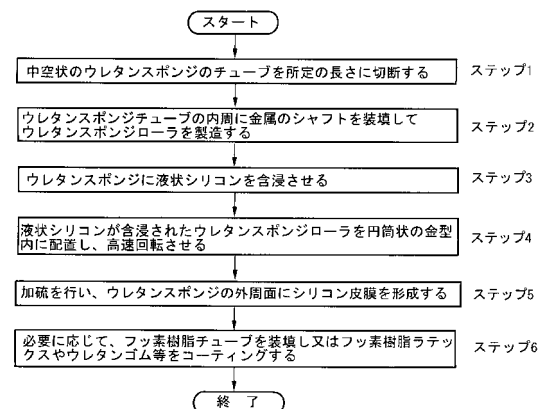 スタート
中空状のウレタンスポンジのチューブを所定の長さに切断する
ステップ1
ウレタンスポンジチューブの内周に金属のシャフトを装填して
ウレタンスポンジローラを製造する
ステップ2
ウレタンスポンジに液状シリコンを含浸させる
ステップ3
液状シリコンが含浸されたウレタンスポンジローラを円筒状の金型
内に配置し、高速回転させる
ステップ4
加硫を行い、ウレタンスポンジの外周面にシリコン皮膜を形成する
ステップ5
必要に応じて、フッ素樹脂チューブを装填し又はフッ素樹脂ラテッ
クスやウレタンゴム等をコーティングする
ステップ6
終 了